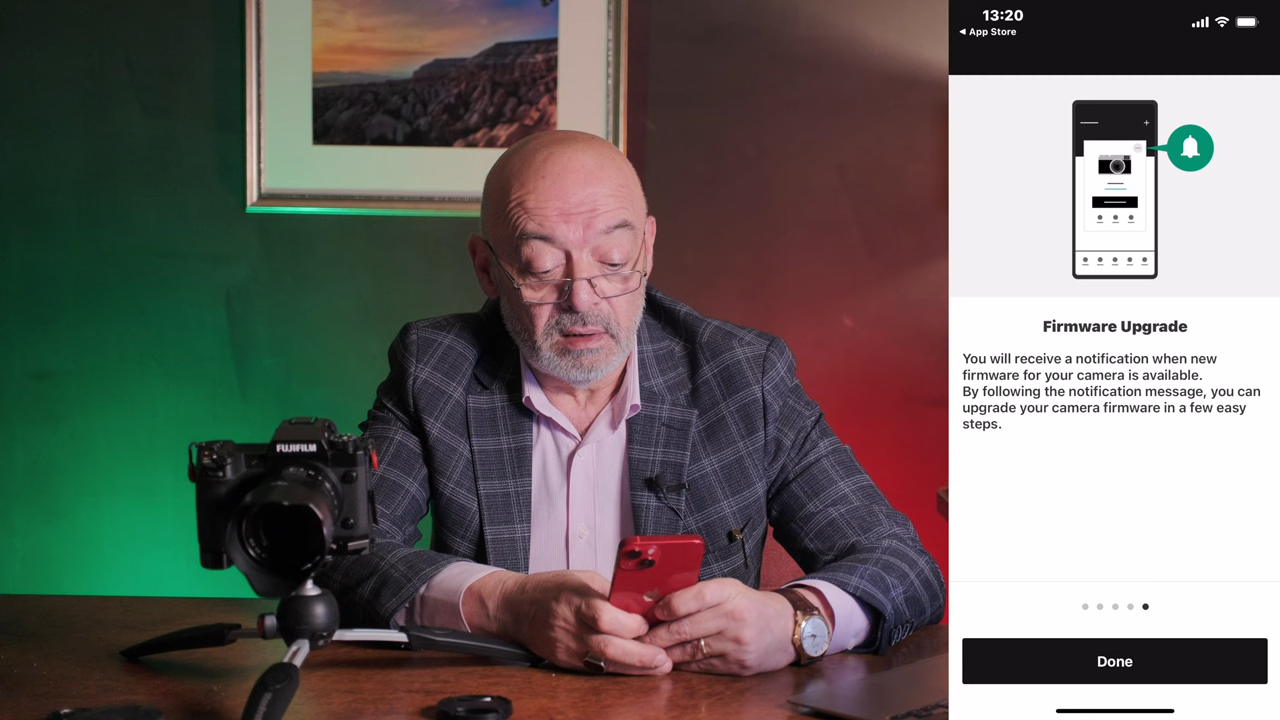 FUJIFILM
13:20
◀ App Store
Firmware Upgrade
You will receive a notification when new
firmware for your camera is available.
By following the notification message, you can
upgrade your camera firmware in a few easy
steps.
Done